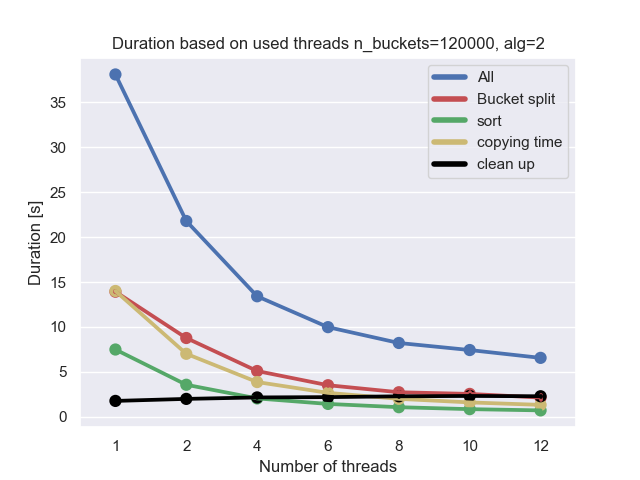 Duration based on used threads n_buckets=120000, alg=2
All
Bucket split
sort
copying time
clean up
Duration [s]
35
30
25
20
15
10
5
0
1 2 4 6 8 10 12
Number of threads